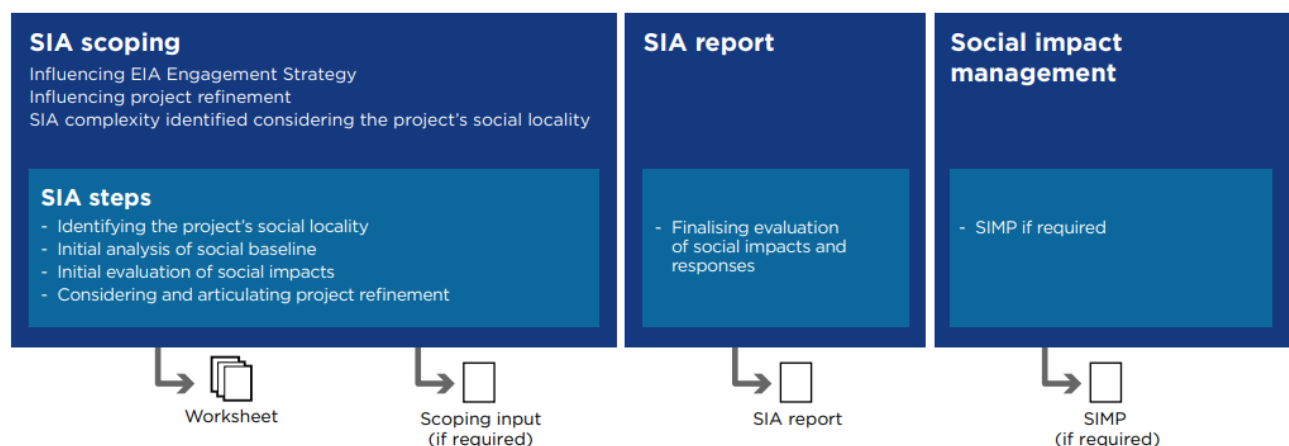 SIA scoping
Influencing EIA Engagement Strategy
Influencing project refinement
SIA complexity identified considering the project's social locality
SIA steps
- Identifying the project's social locality
- Initial analysis of social baseline
- Initial evaluation of social impacts
- Considering and articulating project refinement
Worksheet
Scoping input
(if required)
SIA report
- Finalising evaluation
of social impacts and
responses
SIA report
Social impact
management
- SIMP if required
SIMP
(if required)